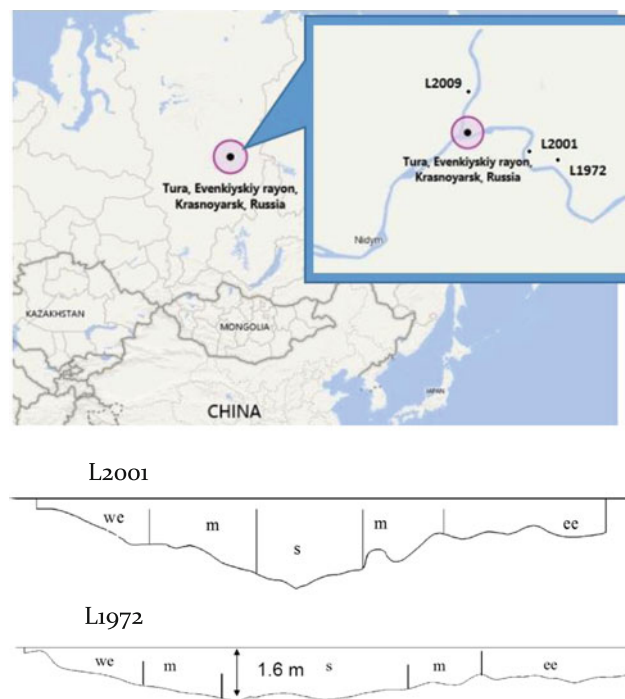 L2009
L2001
L1972
Tura, Evenkiyskiy rayon,
Krasnoyarsk, Russia
Nidym
Tura, Evenkiyskiy rayon,
Krasnoyarsk, Russia
KAZAKHSTAN
MONGOLIA
CHINA
JAPAN
L2001
we
m
s
m
ee
L1972
we
m
1.6 m
s
m
ee